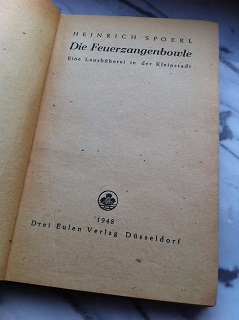 HEINRICH SPOERL
Die Feuerzangenbowle
Eine Lausbüberei in der Kleinstadt
1948
Drei Eulen Verlag Düsseldorf